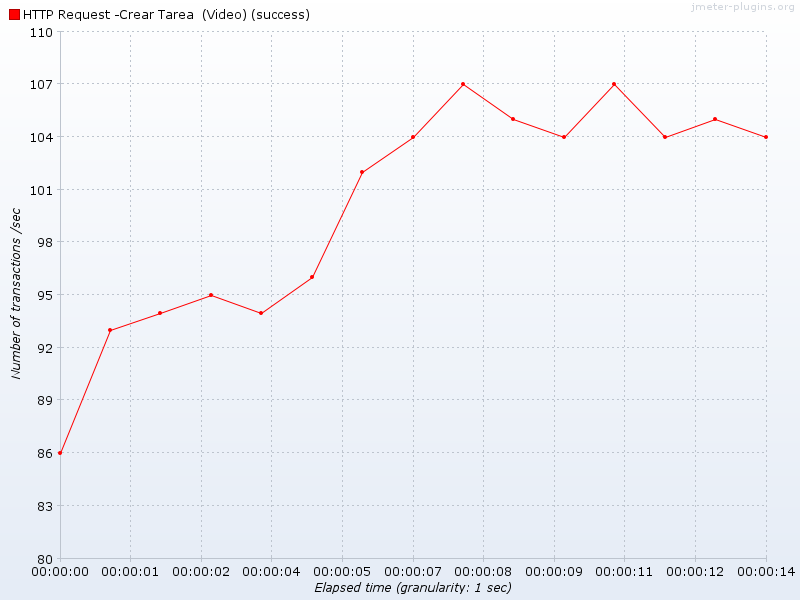 jmeter-plugins.org
HTTP Request -Crear Tarea  (Video) (success)
110
107
104
101
98
95
92
89
86
83
80
Number of transactions /sec
00:00:00 00:00:01 00:00:02 00:00:04 00:00:05 00:00:07 00:00:08 00:00:09 00:00:11 00:00:12 00:00:14
Elapsed time (granularity: 1 sec)